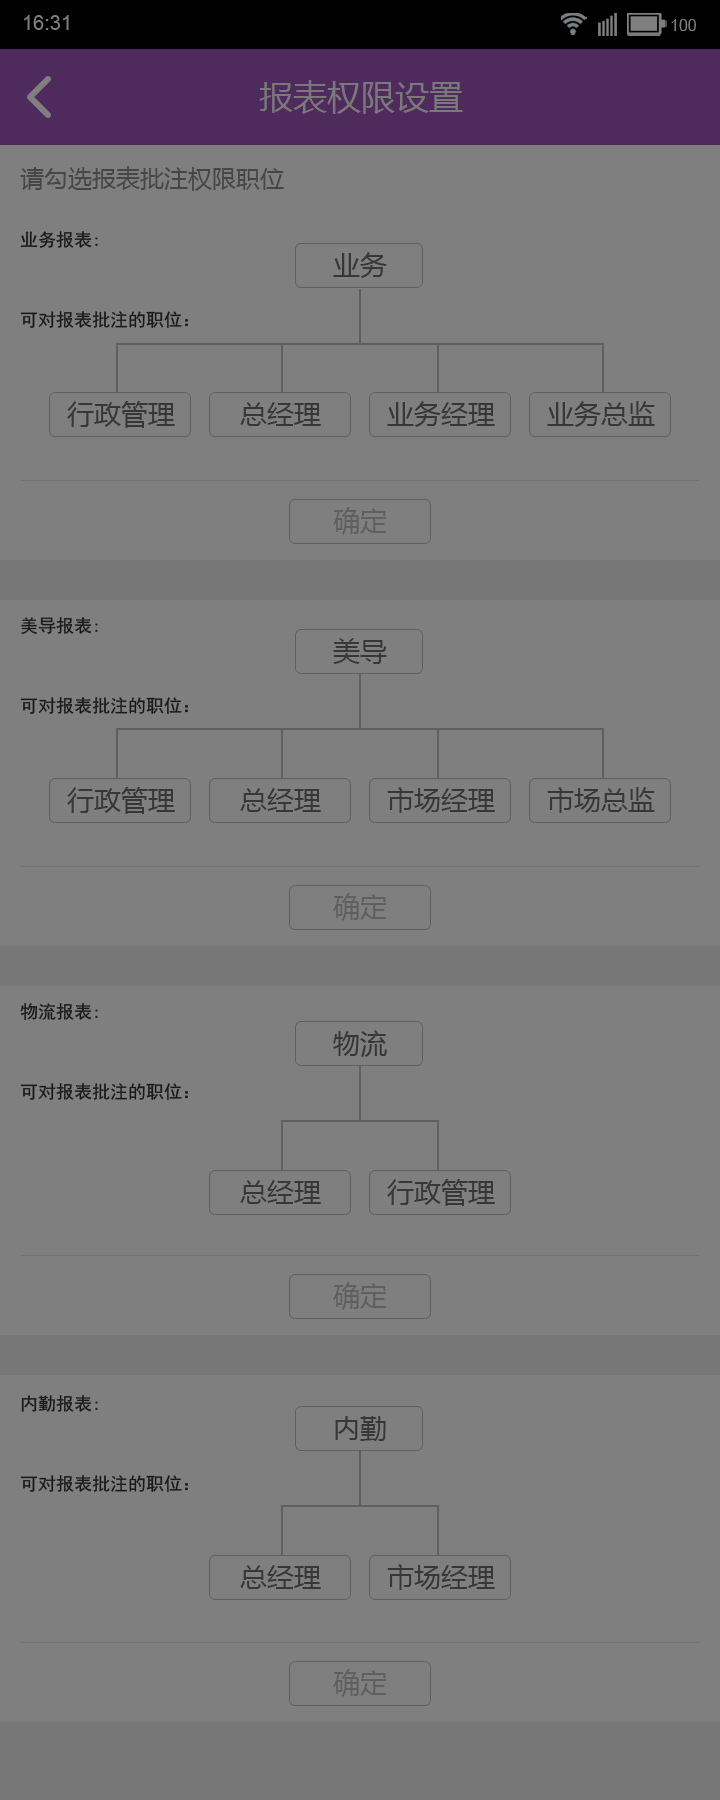 16:31 100
报表权限设置
请勾选报表批注权限职位
业务报表:
业务
可对报表批注的职位:
行政管理 总经理 业务经理 业务总监
确定
美导报表:
美导
可对报表批注的职位:
行政管理 总经理 市场经理 市场总监
确定
物流报表:
物流
可对报表批注的职位:
总经理 行政管理
确定
内勤报表:
内勤
可对报表批注的职位:
总经理 市场经理
确定